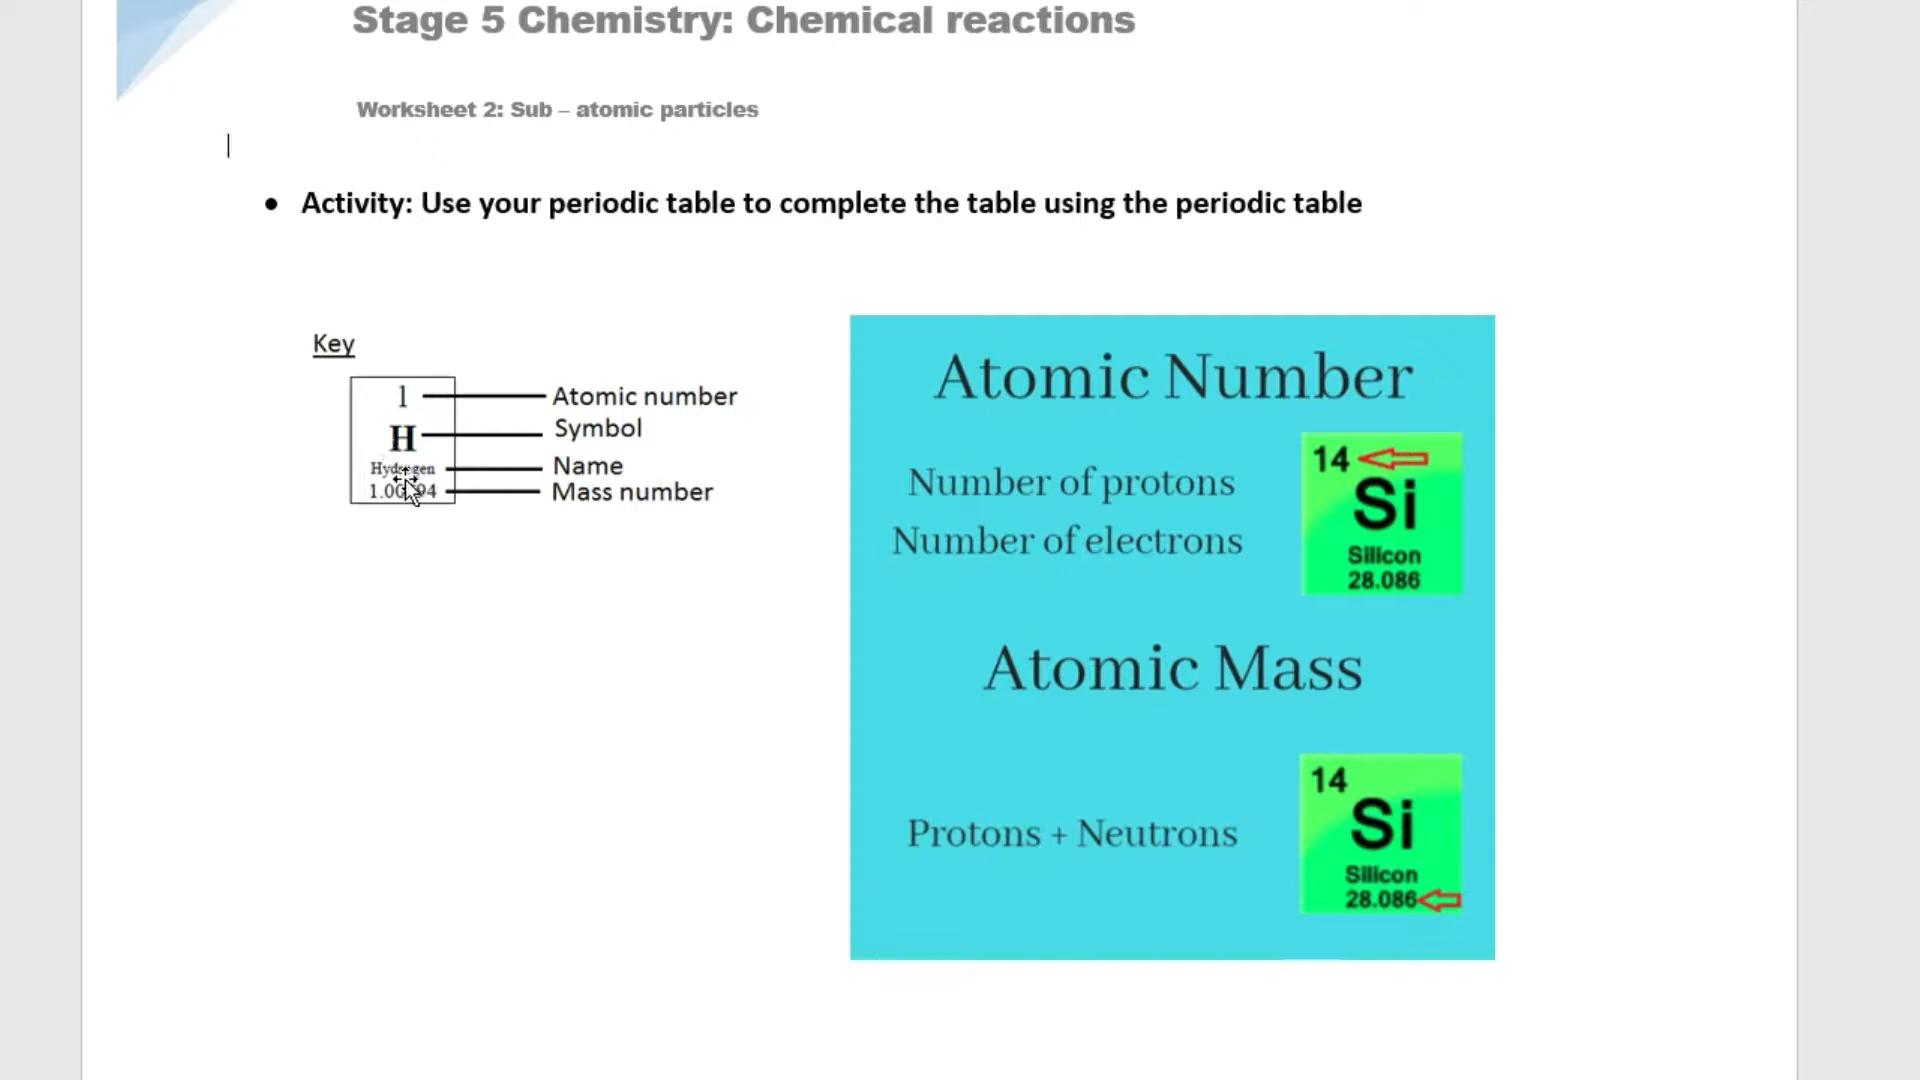 Stage 5 Chemistry: Chemical reactions
Worksheet 2: Sub – atomic particles
• Activity: Use your periodic table to complete the table using the periodic table
Key
1
Atomic number
H
Symbol
Name
Mass number
Atomic Number
Number of protons
Number of electrons
14
Si
Silicon
28.086
Atomic Mass
Protons + Neutrons
14
Si
Silicon
28.086